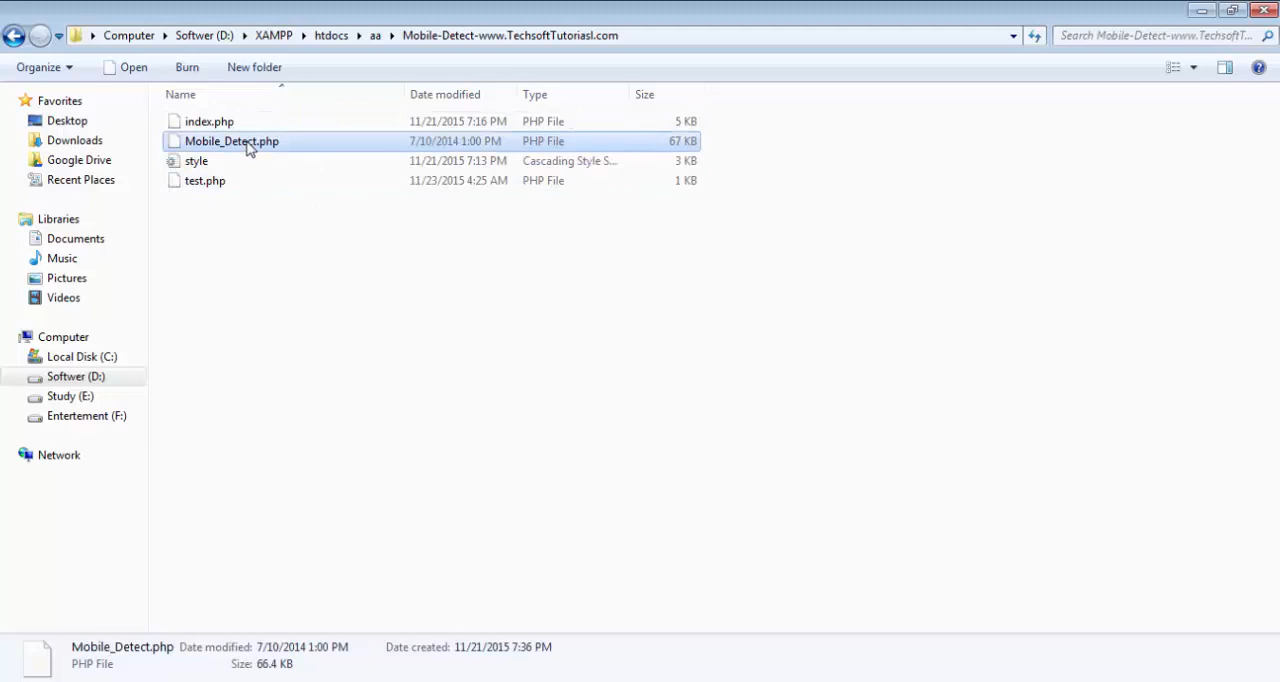 Computer Softwer (D:) XAMPP htdocs aa Mobile-Detect-www.TechsoftTutoriasl.com Search Mobile-Detect-www.TechsoftT...
Organize Open Burn New folder
Name Date modified Type Size
Favorites
Desktop
Downloads
Google Drive
Recent Places
Libraries
Documents
Music
Pictures
Videos
Computer
Local Disk (C:)
Softwer (D:)
Study (E:)
Entertement (F:)
Network
index.php 11/21/2015 7:16 PM PHP File 5 KB
Mobile_Detect.php 7/10/2014 1:00 PM PHP File 67 KB
style 11/21/2015 7:13 PM Cascading Style S... 3 KB
test.php 11/23/2015 4:25 AM PHP File 1 KB
Mobile_Detect.php Date modified: 7/10/2014 1:00 PM Date created: 11/21/2015 7:36 PM
PHP File Size: 66.4 KB